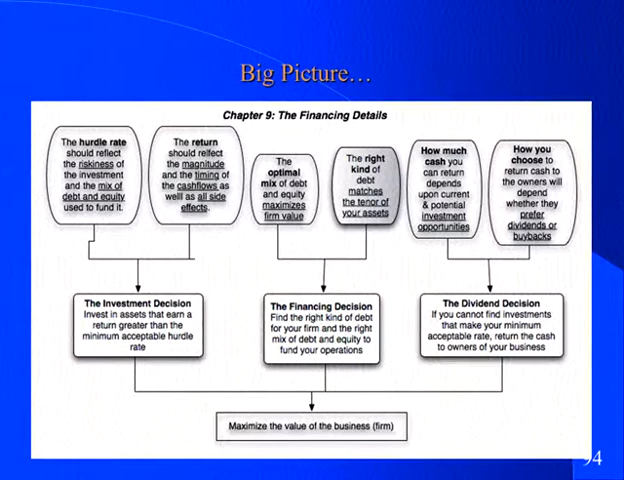 Big Picture…
Chapter 9: The Financing Details
The hurdle rate
should reflect
the riskiness of
the investment
and the mix of
debt and equity
used to fund it.
The return
should relfect
the magnitude
and the timing of
the cashflows as
welll as all side
effects.
The
optimal
mix of debt
and equity
maximizes
firm value
The right
kind of
debt
matches
the tenor of
your assets
How much
cash you
can return
depends
upon current
& potential
investment
opportunities
How you
choose to
return cash to
the owners will
depend
whether they
prefer
dividends or
buybacks
The Investment Decision
Invest in assets that earn a
return greater than the
minimum acceptable hurdle
rate
The Financing Decision
Find the right kind of debt
for your firm and the right
mix of debt and equity to
fund your operations
The Dividend Decision
If you cannot find investments
that make your minimum
acceptable rate, return the cash
to owners of your business
Maximize the value of the business (firm)
94